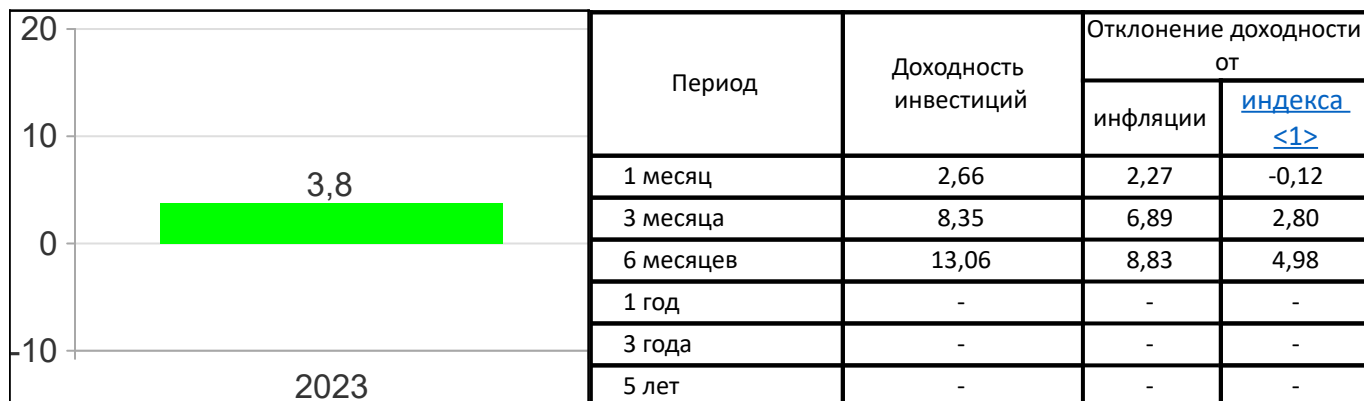 20
10
0
-10
3,8
2023
Период
Доходность
инвестиций
Отклонение доходности
от
инфляции
индекса
<1>
1 месяц 2,66 2,27 -0,12
3 месяца 8,35 6,89 2,80
6 месяцев 13,06 8,83 4,98
1 год - - -
3 года - - -
5 лет - - -